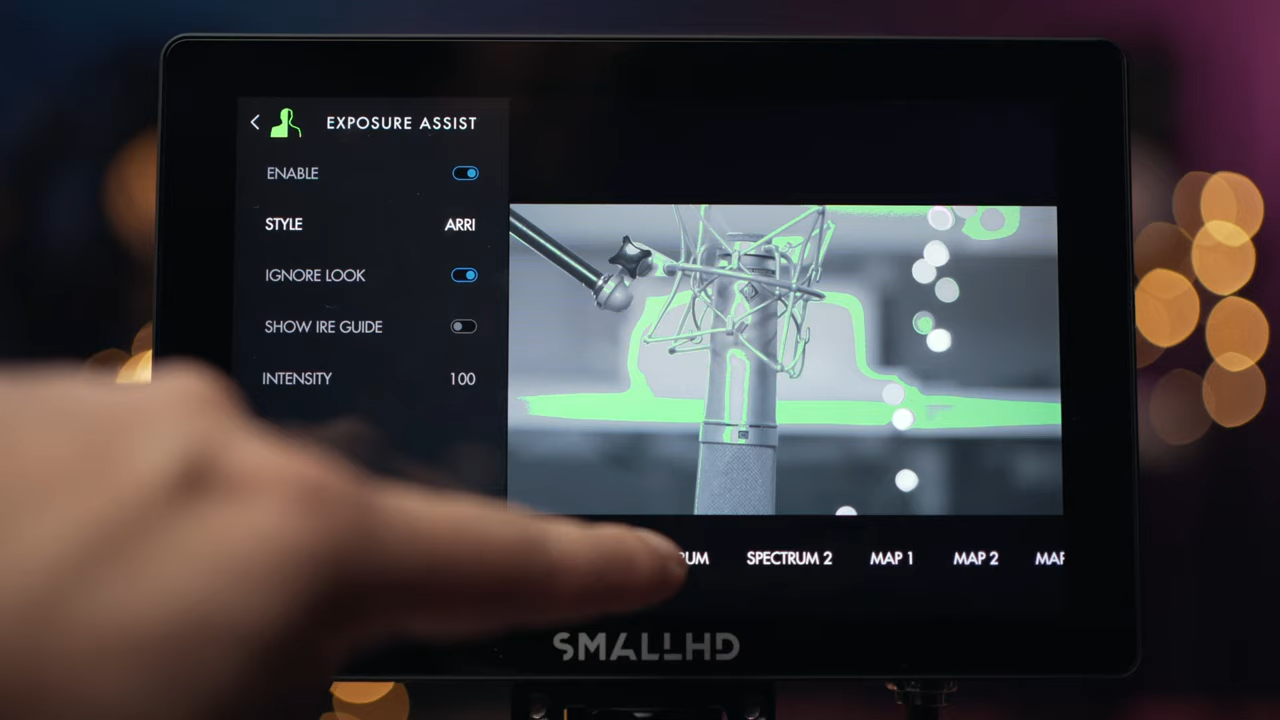 EXPOSURE ASSIST
ENABLE
STYLE ARRI
IGNORE LOOK
SHOW IRE GUIDE
INTENSITY 100
SPECTRUM 2 MAP 1 MAP 2
SMALLHD